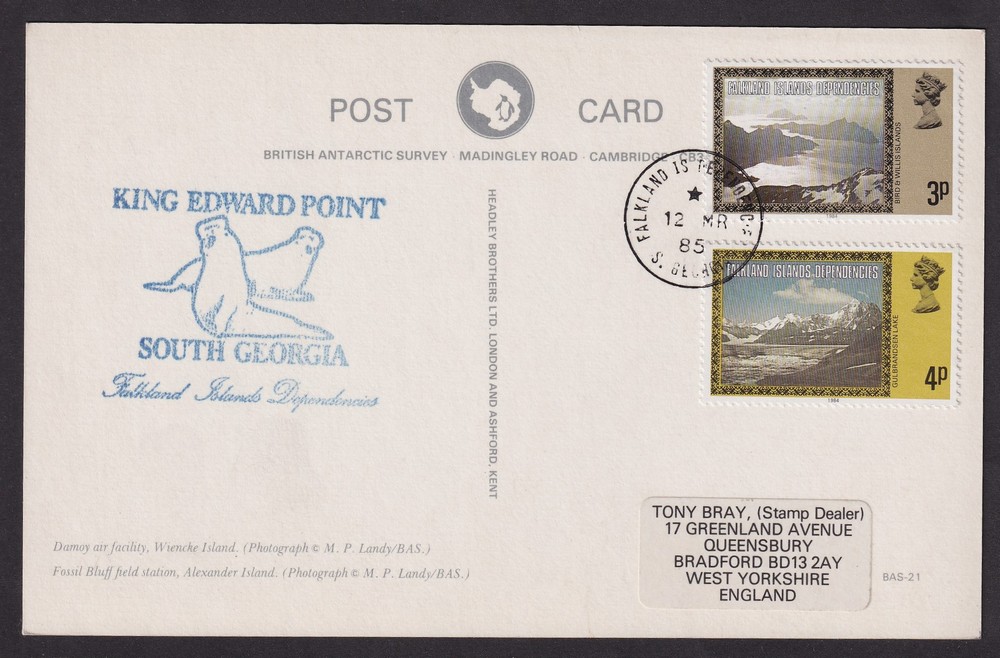 POST CARD
BRITISH ANTARCTIC SURVEY · MADINGLEY ROAD · CAMBRIDGE · CB3
KING EDWARD POINT
SOUTH GEORGIA
Falkland Islands Dependencies
HEADLEY BROTHERS LTD. LONDON AND ASHFORD, KENT
FALKLAND ISLANDS DEPENDENCIES
BIRD & WILLIS ISLANDS
3p
1984
FALKLAND IS
12 MR
85
S.
FALKLAND ISLANDS DEPENDENCIES
GULBRANDSEN LAKE
4p
1984
Damoy air facility, Wiencke Island. (Photograph © M. P. Landy/BAS.)
Fossil Bluff field station, Alexander Island. (Photograph © M. P. Landy/BAS.)
TONY BRAY, (Stamp Dealer)
17 GREENLAND AVENUE
QUEENSBURY
BRADFORD BD13 2AY
WEST YORKSHIRE
ENGLAND
BAS-21